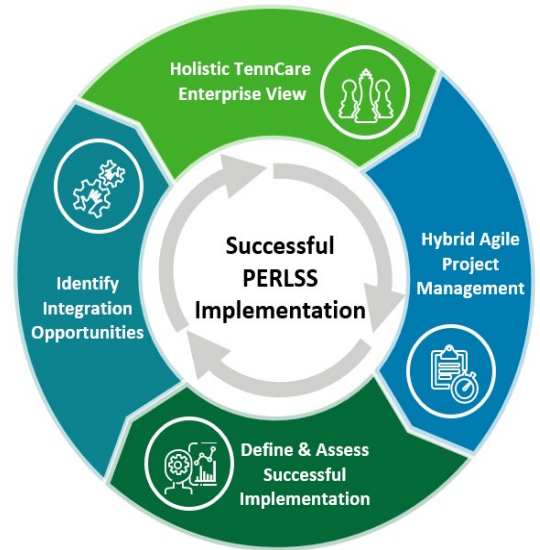 Holistic TennCare
Enterprise View
Hybrid Agile
Project
Management
Successful
PERLSS
Implementation
Identify
Integration
Opportunities
Define & Assess
Successful
Implementation